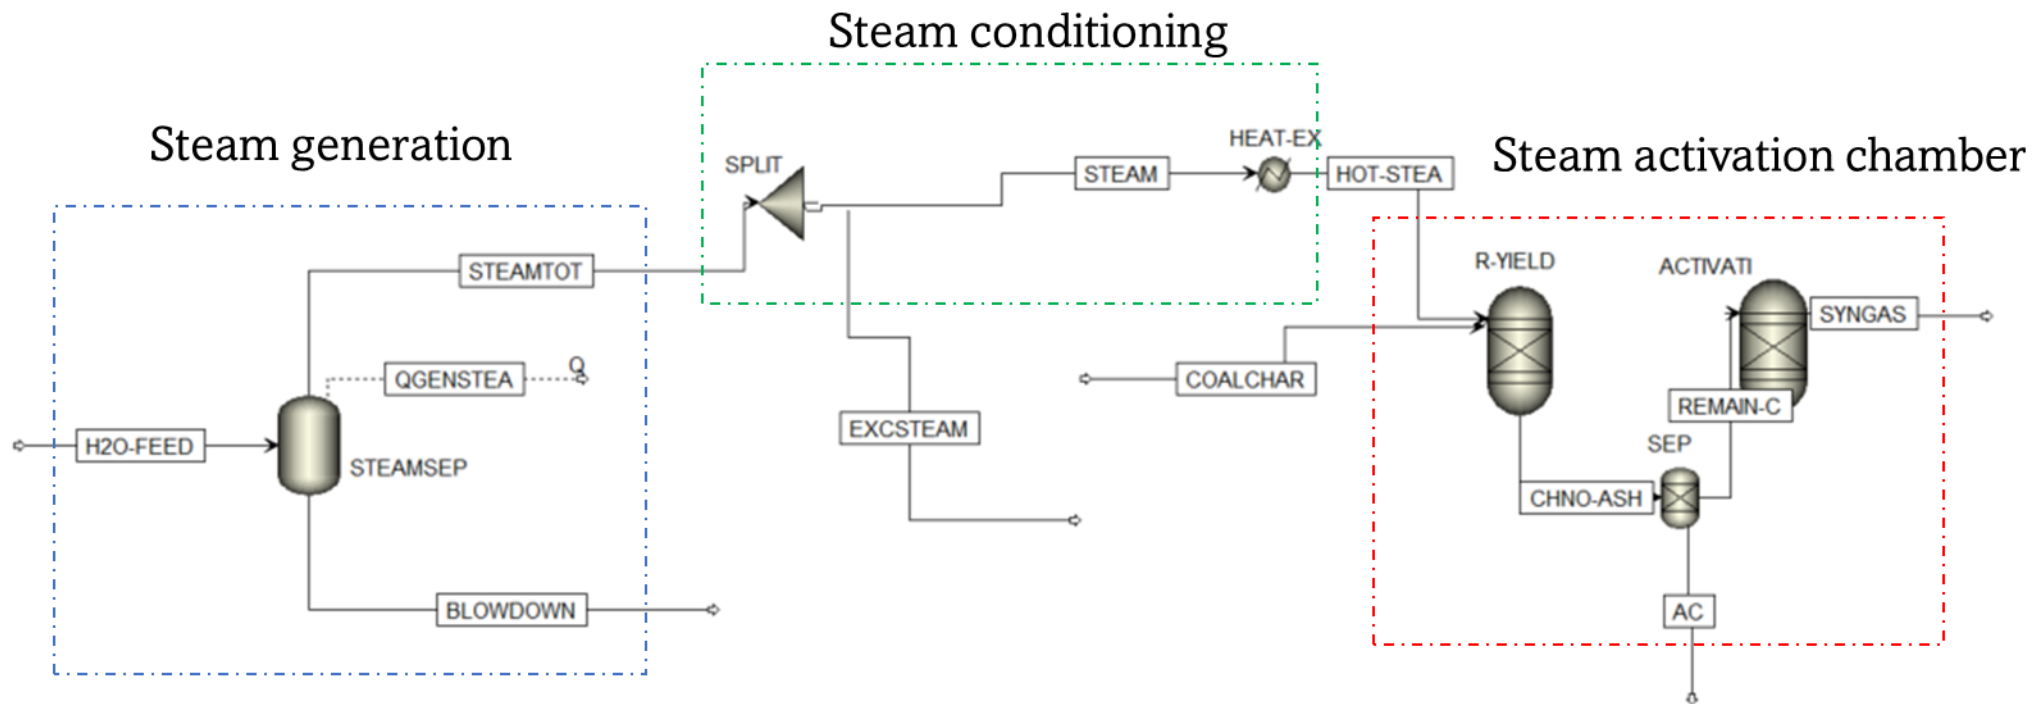 Steam conditioning
Steam generation
SPLIT
STEAM
HEAT-EX
HOT-STEA
Steam activation chamber
STEAMTOT
R-YIELD
ACTIVATI
SYNGAS
QGENSTEA
Q
COALCHAR
REMAIN-C
H2O-FEED
STEAMSEP
EXCSTEAM
SEP
CHNO-ASH
BLOWDOWN
AC